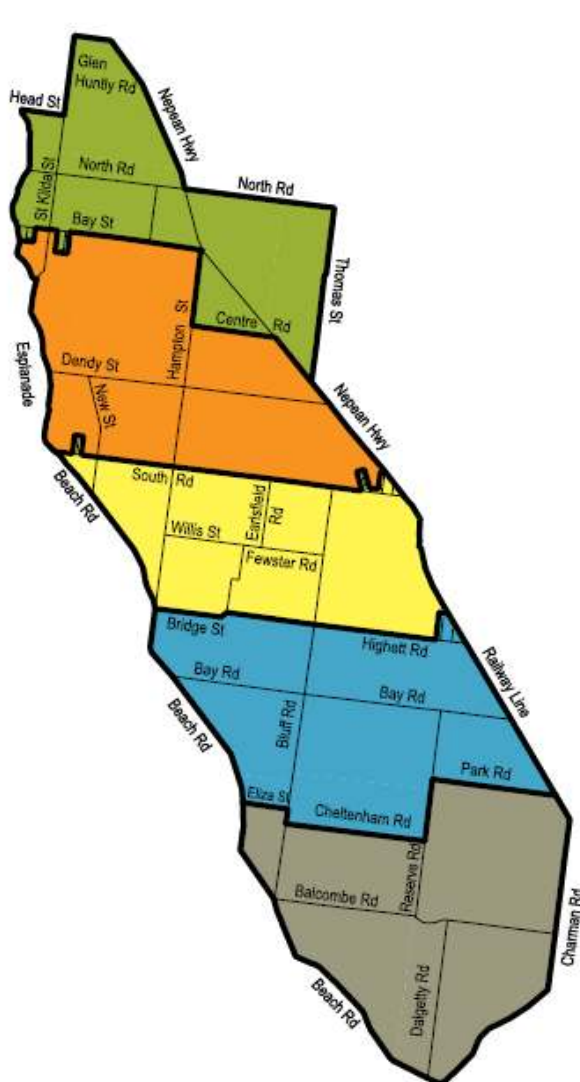 Glen
Huntly Rd
Head St
Nepean Hwy
North Rd
North Rd
St Kilda St
Bay St
Thomas St
Hampton St
Centre Rd
Esplanade
Dendy St
New St
Nepean Hwy
South Rd
Beach Rd
Earlsfield
Rd
Willis St
Fewster Rd
Bridge St
Highett Rd
Railway Line
Bay Rd
Bay Rd
Beach Rd
Bluff Rd
Park Rd
Eliza St
Cheltenham Rd
Reserve Rd
Balcombe Rd
Charman Rd
Beach Rd
Dalgetty Rd